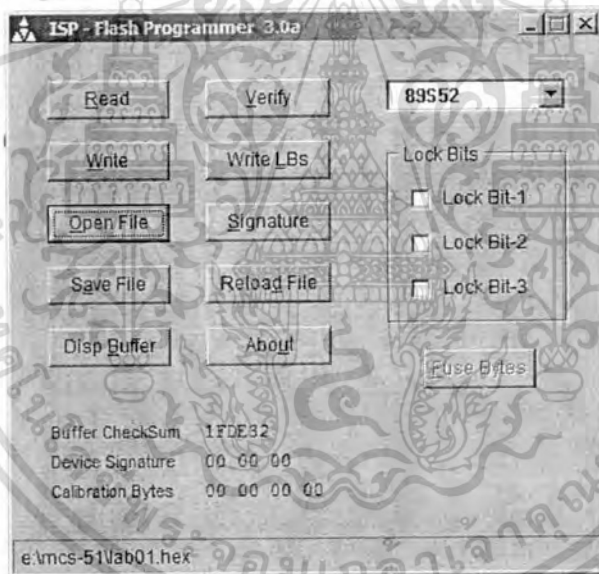 ISP - Flash Programmer 3.0a
Read
Verify
89S52
Write
Write LBs
Lock Bits
Lock Bit-1
Open File
Signature
Lock Bit-2
Save File
Reload File
Lock Bit-3
Disp Buffer
About
Fuse Bytes
Buffer CheckSum 1FDE32
Device Signature 00 00 00
Calibration Bytes 00 00 00 00
e:\mcs-51\lab01.hex